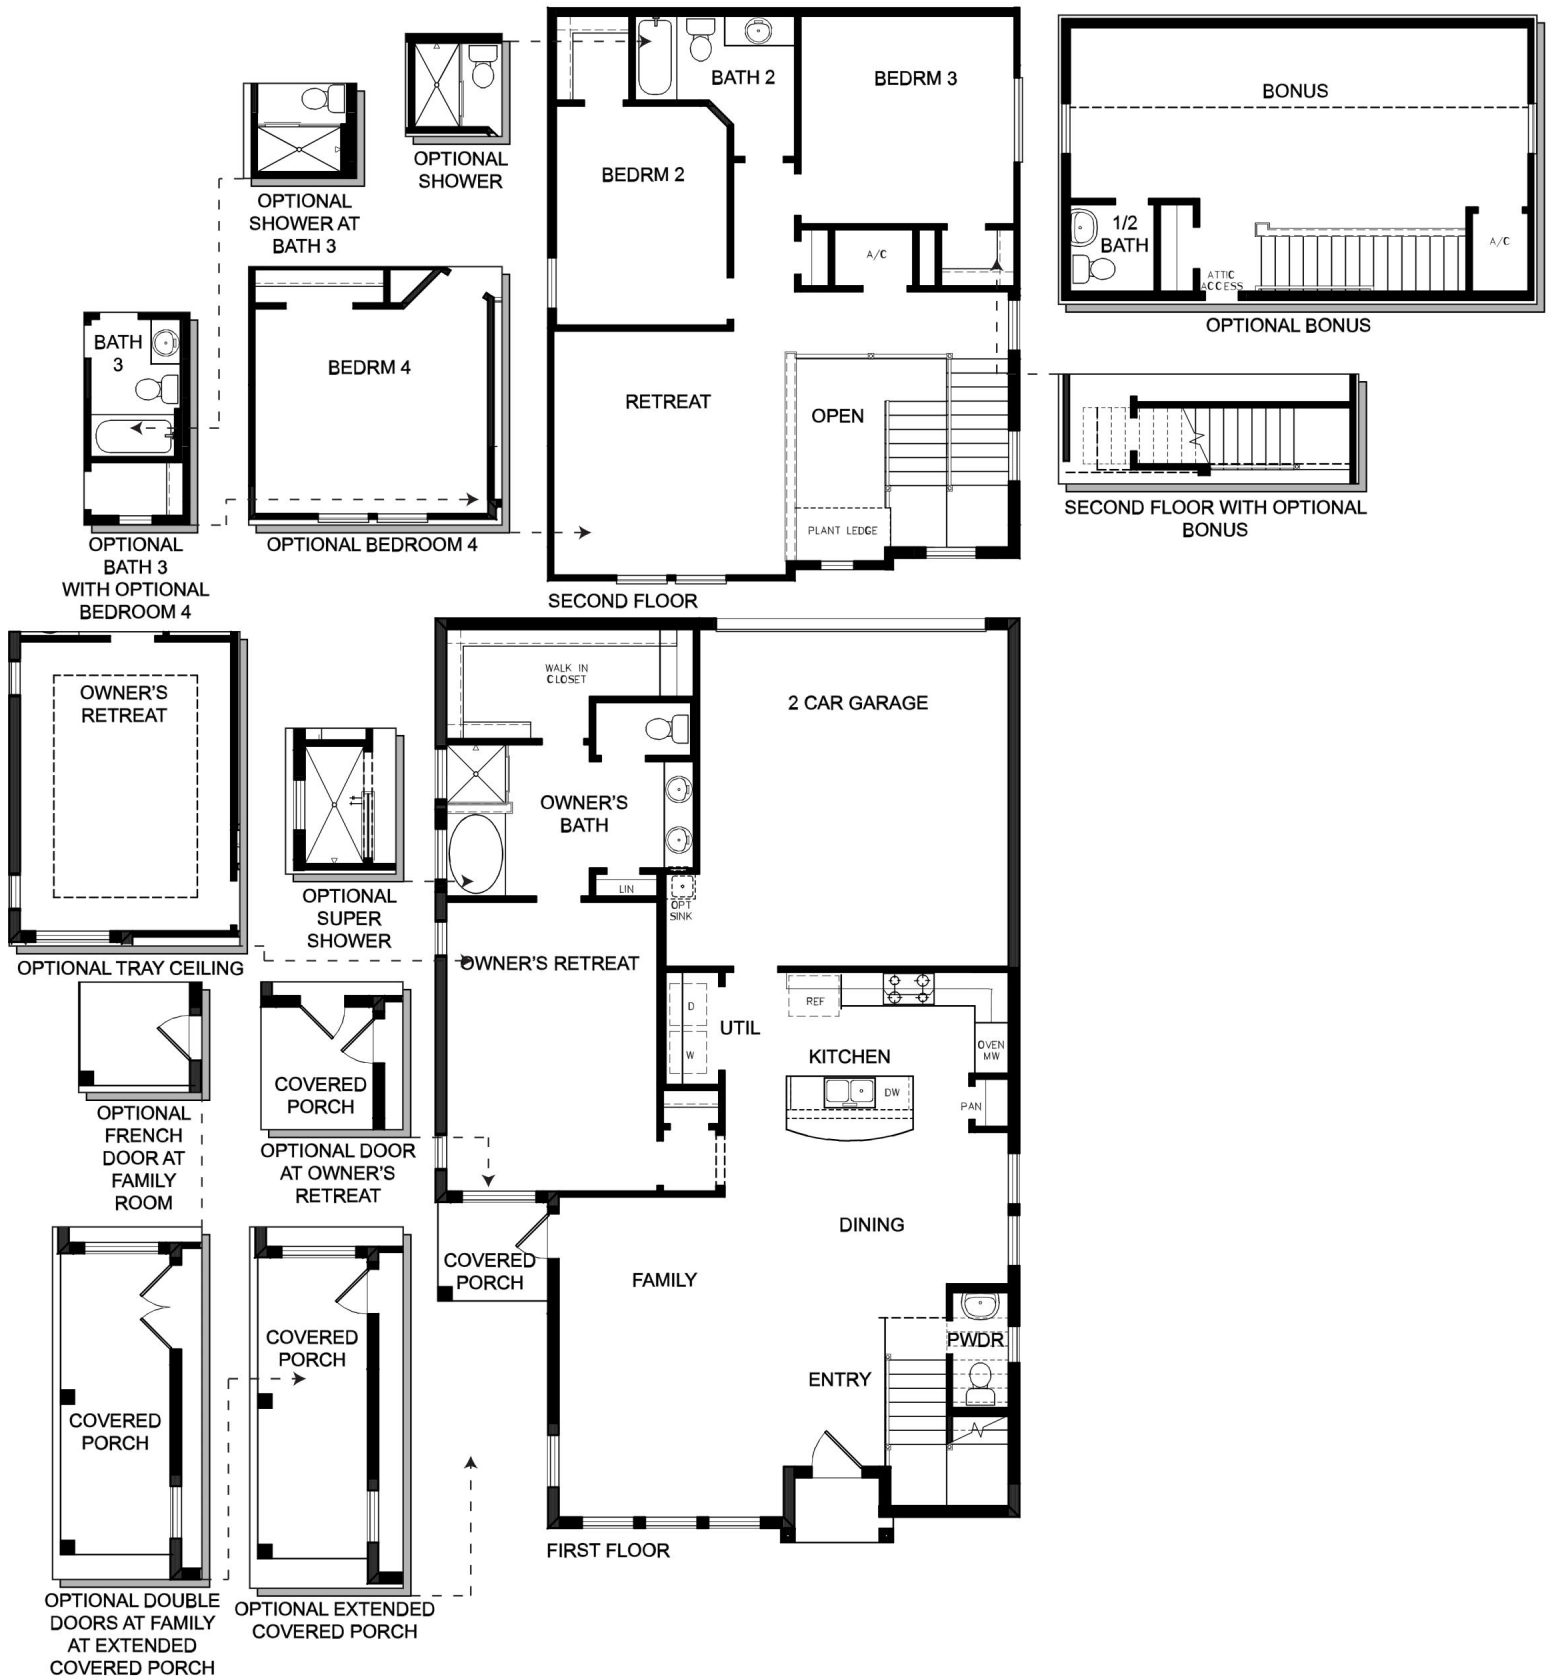 BATH 2
BEDRM 3
BEDRM 2
A/C
RETREAT
OPEN
PLANT LEDGE
SECOND FLOOR
OPTIONAL
SHOWER
OPTIONAL
SHOWER AT
BATH 3
BEDRM 4
OPTIONAL BEDROOM 4
BATH
3
OPTIONAL
BATH 3
WITH OPTIONAL
BEDROOM 4
BONUS
1/2
BATH
ATTIC
ACCESS
A/C
OPTIONAL BONUS
SECOND FLOOR WITH OPTIONAL
BONUS
OWNER'S
RETREAT
OPTIONAL TRAY CEILING
OPTIONAL
SUPER
SHOWER
WALK IN
CLOSET
2 CAR GARAGE
OWNER'S
BATH
LIN
OPT
SINK
OWNER'S RETREAT
D
W
UTIL
REF
KITCHEN
OVEN
MW
DW
PAN
DINING
FAMILY
COVERED
PORCH
PWDR
ENTRY
FIRST FLOOR
OPTIONAL
FRENCH
DOOR AT
FAMILY
ROOM
COVERED
PORCH
OPTIONAL DOOR
AT OWNER'S
RETREAT
COVERED
PORCH
OPTIONAL DOUBLE
DOORS AT FAMILY
AT EXTENDED
COVERED PORCH
COVERED
PORCH
OPTIONAL EXTENDED
COVERED PORCH